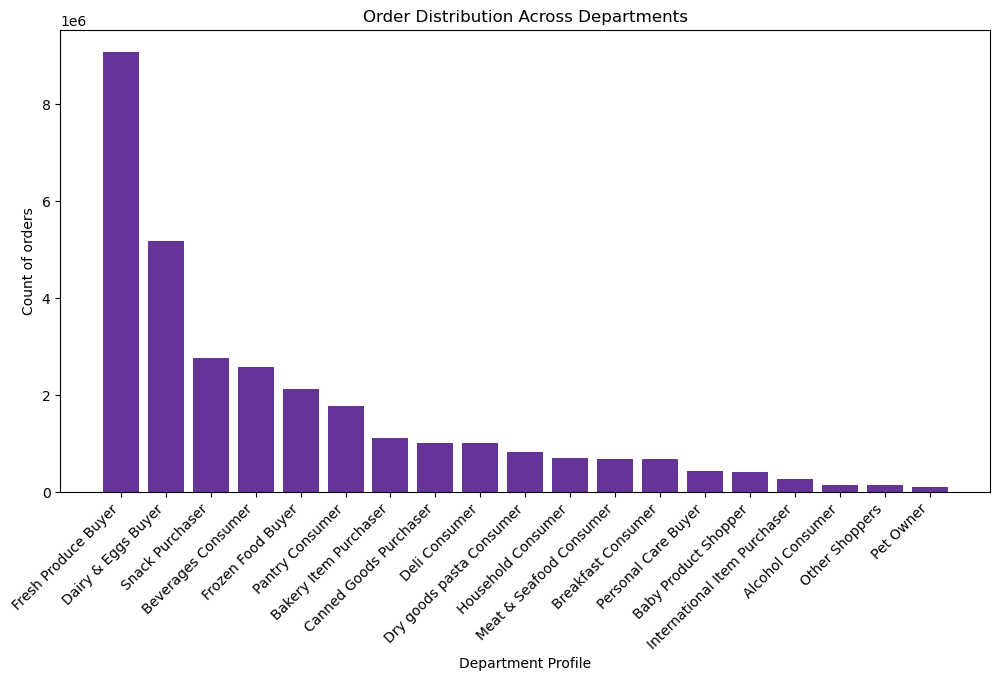 Order Distribution Across Departments
1e6
8
6
4
2
0
Count of orders
Fresh Produce Buyer
Dairy & Eggs Buyer
Snack Purchaser
Beverages Consumer
Frozen Food Buyer
Pantry Consumer
Bakery Item Purchaser
Canned Goods Purchaser
Deli Consumer
Dry goods pasta Consumer
Household Consumer
Meat & Seafood Consumer
Breakfast Consumer
Personal Care Buyer
Baby Product Shopper
International Item Purchaser
Alcohol Consumer
Other Shoppers
Pet Owner
Department Profile